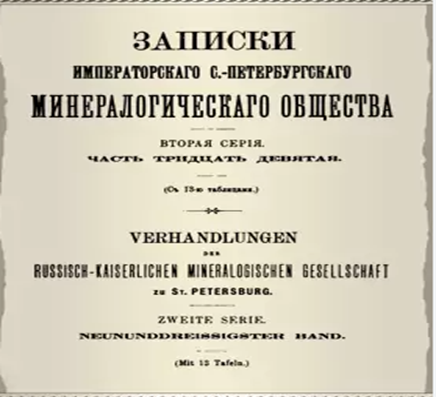 ЗАПИСКИ
ИМПЕРАТОРСКАГО С.-ПЕТЕРБУРГСКАГО
МИНЕРАЛОГИЧЕСКАГО ОБЩЕСТВА
ВТОРАЯ СЕРІЯ.
ЧАСТЬ ТРИДЦАТЬ ДЕВЯТАЯ.
(Съ 13-ю таблицами.)
VERHANDLUNGEN
DER
RUSSISCH-KAISERLICHEN MINERALOGISCHEN GESELLSCHAFT
ZU ST. PETERSBURG.
ZWEITE SERIE.
NEUNUNDDREISSIGSTER BAND.
(Mit 13 Tafeln.)